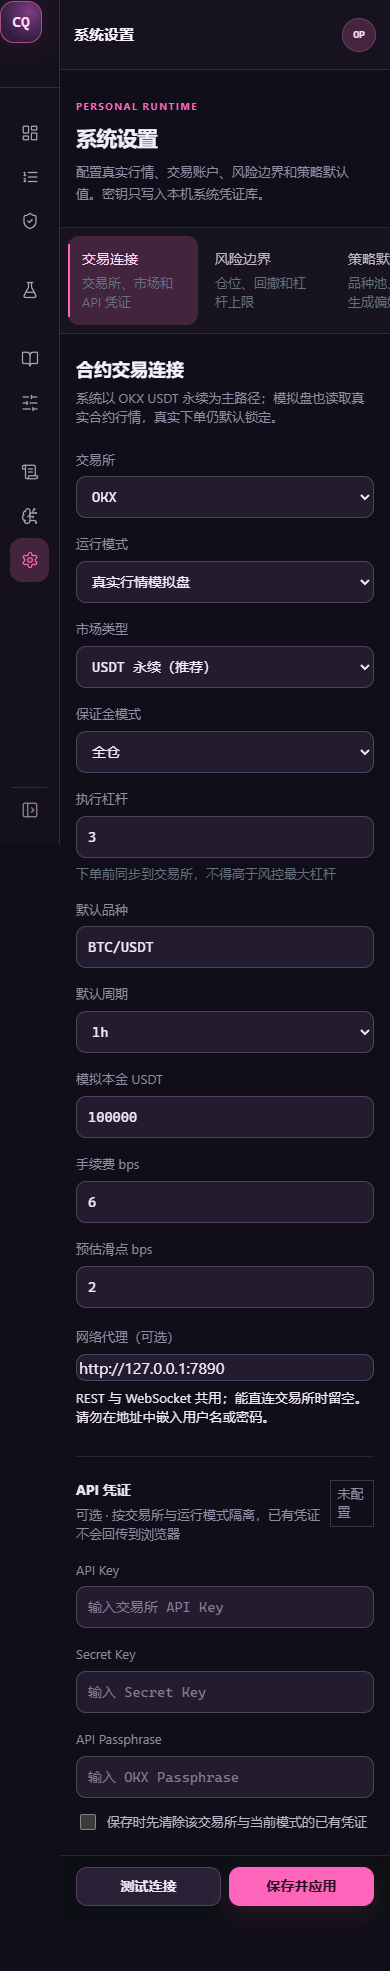 CQ
系统设置
OP
PERSONAL RUNTIME
系统设置
配置真实行情、交易账户、风险边界和策略默认
值。密钥只写入本机系统凭证库。
交易连接
交易所、市场和
API 凭证
风险边界
仓位、回撤和杠
杆上限
策略默
品种池、
生成偏
合约交易连接
系统以 OKX USDT 永续为主路径；模拟盘也读取真
实合约行情，真实下单仍默认锁定。
交易所
OKX
运行模式
真实行情模拟盘
市场类型
USDT 永续（推荐）
保证金模式
全仓
执行杠杆
3
下单前同步到交易所，不得高于风控最大杠杆
默认品种
BTC/USDT
默认周期
1h
模拟本金 USDT
100000
手续费 bps
6
预估滑点 bps
2
网络代理（可选）
http://127.0.0.1:7890
REST 与 WebSocket 共用；能直连交易所时留空。
请勿在地址中嵌入用户名或密码。
API 凭证
可选 · 按交易所与运行模式隔离，已有凭证
不会回传到浏览器
未配
置
API Key
输入交易所 API Key
Secret Key
输入 Secret Key
API Passphrase
输入 OKX Passphrase
保存时先清除该交易所与当前模式的已有凭证
测试连接
保存并应用